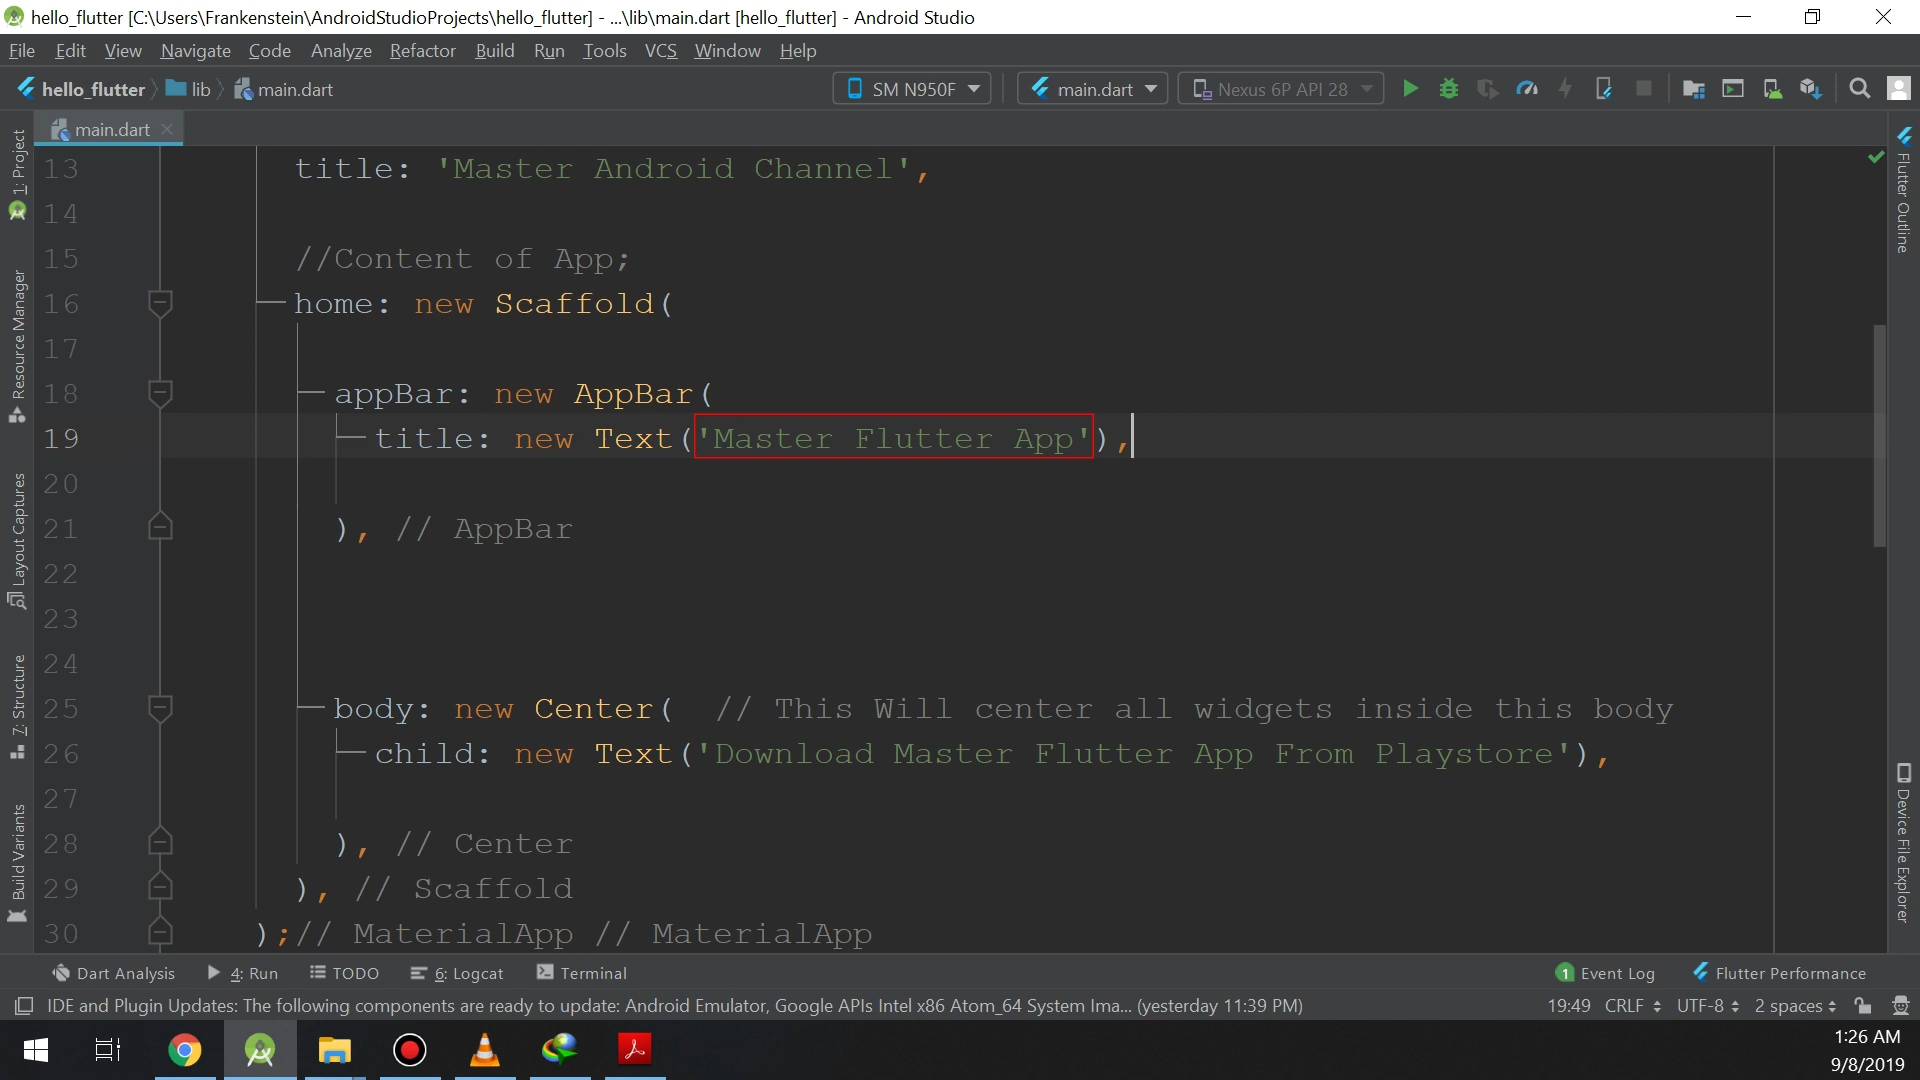 hello_flutter [C:\Users\Frankenstein\AndroidStudioProjects\hello_flutter] - ...\lib\main.dart [hello_flutter] - Android Studio
File Edit View Navigate Code Analyze Refactor Build Run Tools VCS Window Help
hello_flutter lib main.dart SM N950F main.dart Nexus 6P API 28
main.dart
1: Project
Resource Manager
Layout Captures
7: Structure
Build Variants
13 title: 'Master Android Channel',
14
15 //Content of App;
16 home: new Scaffold(
17
18 appBar: new AppBar(
19 title: new Text('Master Flutter App'),
20
21 ), // AppBar
22
23
24
25 body: new Center( // This Will center all widgets inside this body
26 child: new Text('Download Master Flutter App From Playstore'),
27
28 ), // Center
29 ), // Scaffold
30 );// MaterialApp // MaterialApp
Flutter Outline
Device File Explorer
Dart Analysis 4: Run TODO 6: Logcat Terminal 1 Event Log Flutter Performance
IDE and Plugin Updates: The following components are ready to update: Android Emulator, Google APIs Intel x86 Atom_64 System Ima... (yesterday 11:39 PM) 19:49 CRLF UTF-8 2 spaces
1:26 AM
9/8/2019